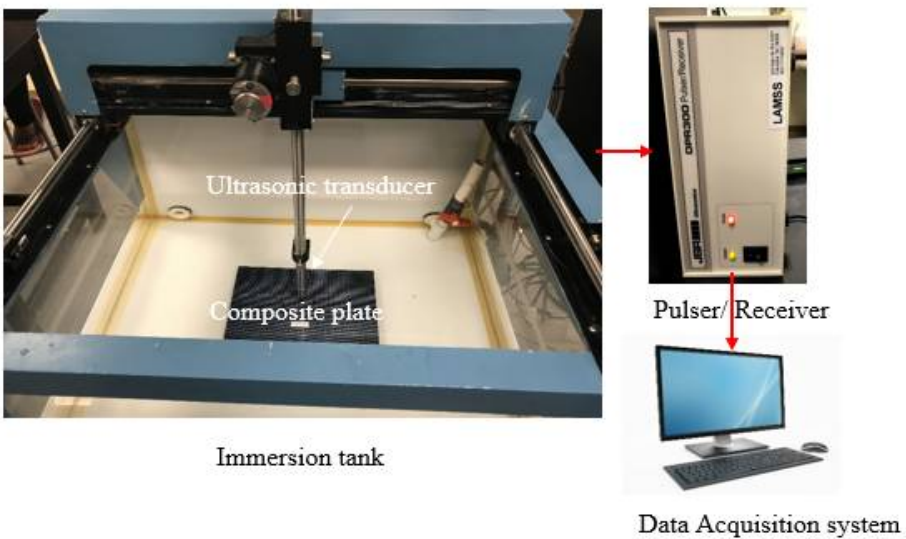 Ultrasonic transducer
Composite plate
Immersion tank
DPR300 Pulser/Receiver
LAMSS
Pulser/ Receiver
Data Acquisition system